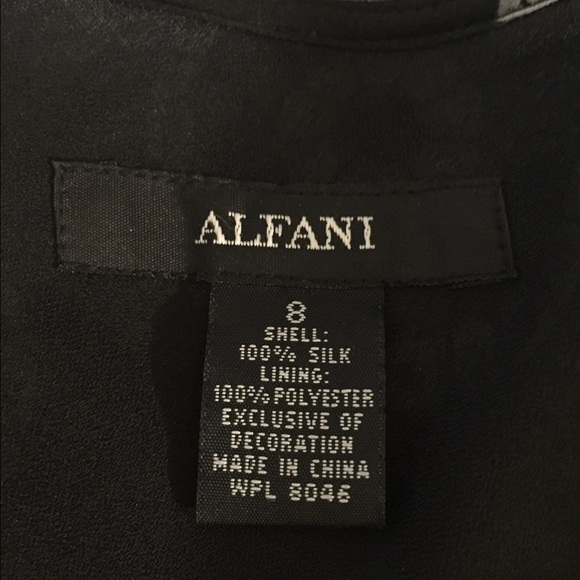 ALFANI
8
SHELL:
100% SILK
LINING:
100% POLYESTER
EXCLUSIVE OF
DECORATION
MADE IN CHINA
WPL 8046